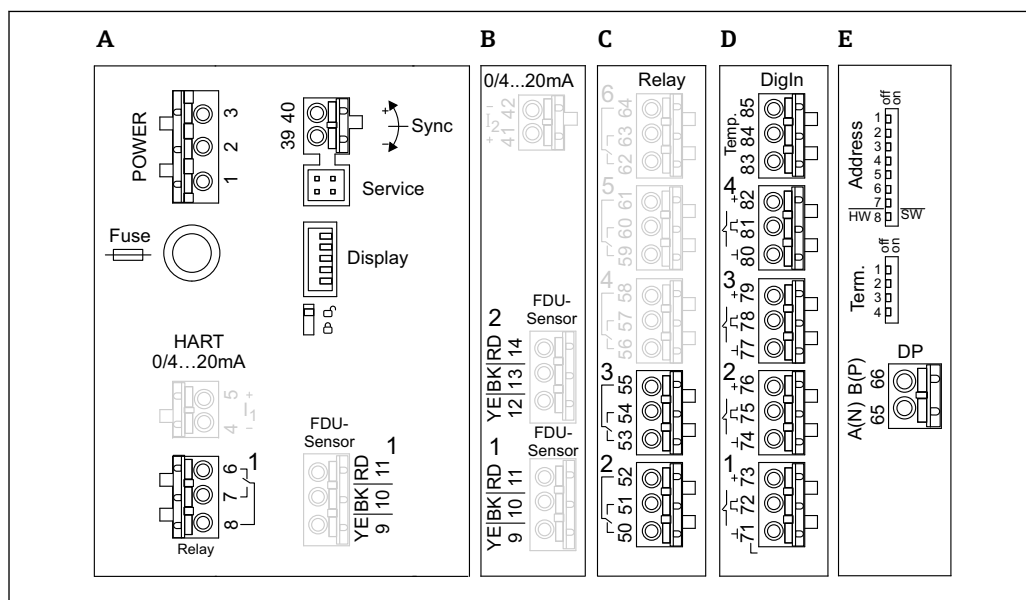 A
POWER
3
2
1
39 40
+
-
Sync
Service
Fuse
Display
HART
0/4...20mA
5
4
+
I1
-
6
7
8
1
Relay
FDU-
Sensor
1
YE|BK|RD
9 | 10 | 11
B
0/4...20mA
-
I2
+
41 42
2
FDU-
Sensor
YE|BK|RD
12|13|14
1
FDU-
Sensor
YE|BK|RD
9 | 10 | 11
C
Relay
6
62 63 64
5
59 60 61
4
56 57 58
3
53 54 55
2
50 51 52
D
DigIn
Temp.
83 84 85
4
80 81 82
+
3
77 78 79
+
2
74 75 76
+
1
71 72 73
+
E
off
on
Address
1
2
3
4
5
6
7
HW 8 SW
off
on
Term.
1
2
3
4
DP
A(N) B(P)
65 66